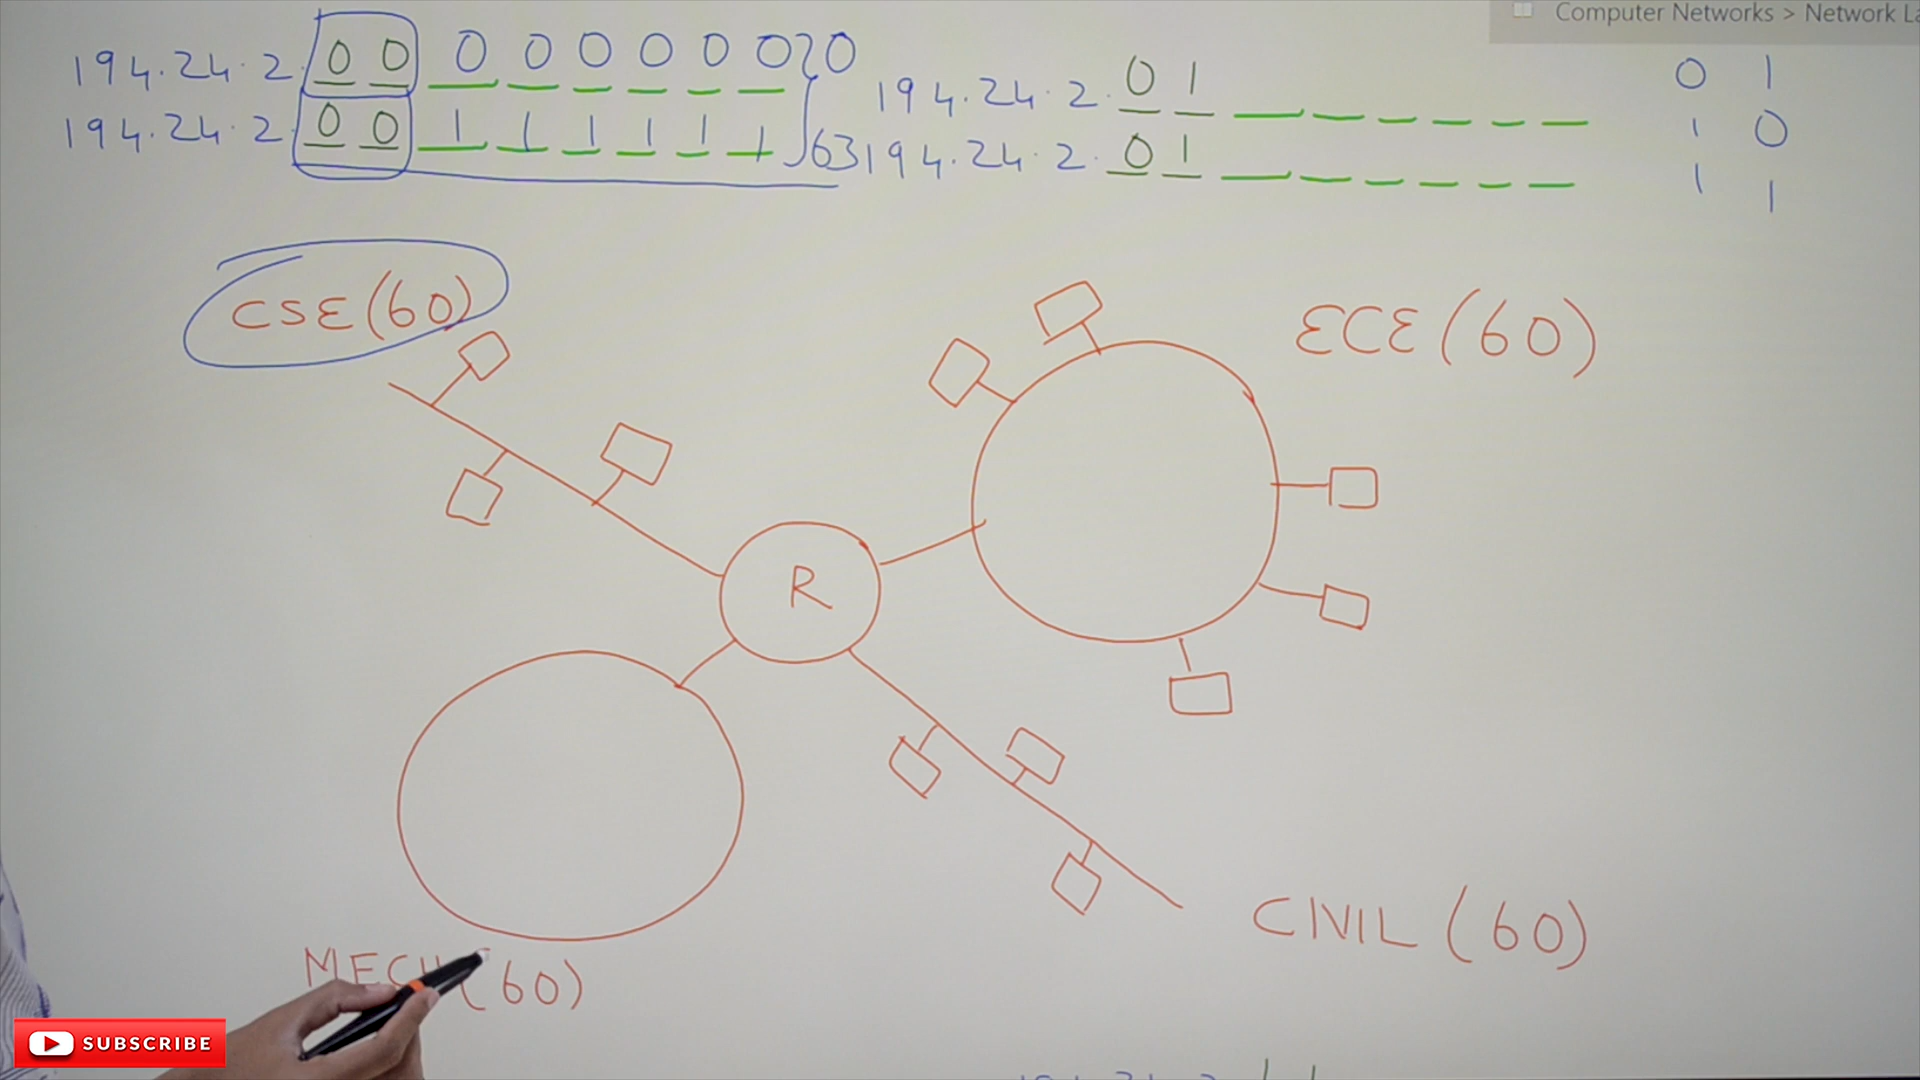 Computer Networks > Network La
194.24.2.0 0 0 0 0 0 0 0 } 0
194.24.2.0 0 1 1 1 1 1 1 63
194.24.2.0 1 _ _ _ _ _ _
194.24.2.0 1 _ _ _ _ _ _
0 1
1 0
1 1
CSE(60)
ECE(60)
R
CIVIL (60)
MECH(60)
SUBSCRIBE